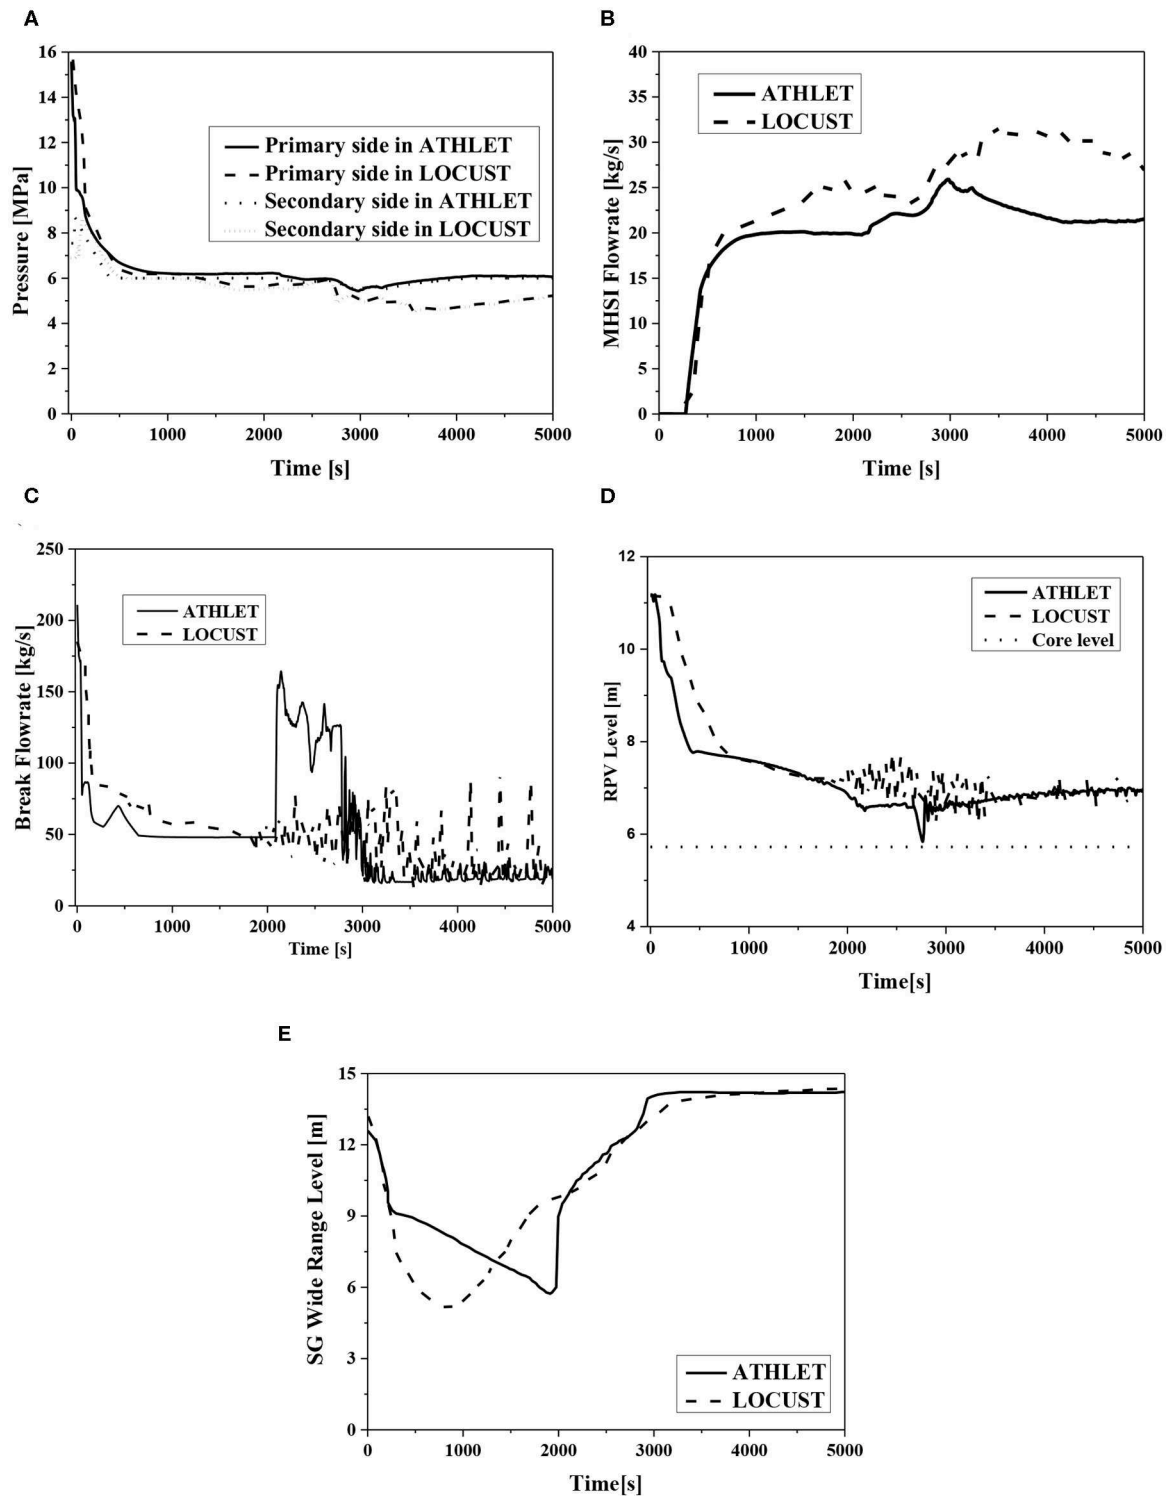 A
16
14
12
10
8
6
4
2
0
Pressure [MPa]
Primary side in ATHLET
Primary side in LOCUST
Secondary side in ATHLET
Secondary side in LOCUST
0 1000 2000 3000 4000 5000
Time [s]
B
40
35
30
25
20
15
10
5
0
MHSI Flowrate [kg/s]
ATHLET
LOCUST
0 1000 2000 3000 4000 5000
Time [s]
C
250
200
150
100
50
0
Break Flowrate [kg/s]
ATHLET
LOCUST
0 1000 2000 3000 4000 5000
Time [s]
D
12
10
8
6
4
RPV Level [m]
ATHLET
LOCUST
Core level
0 1000 2000 3000 4000 5000
Time[s]
E
15
12
9
6
3
0
SG Wide Range Level [m]
ATHLET
LOCUST
0 1000 2000 3000 4000 5000
Time[s]